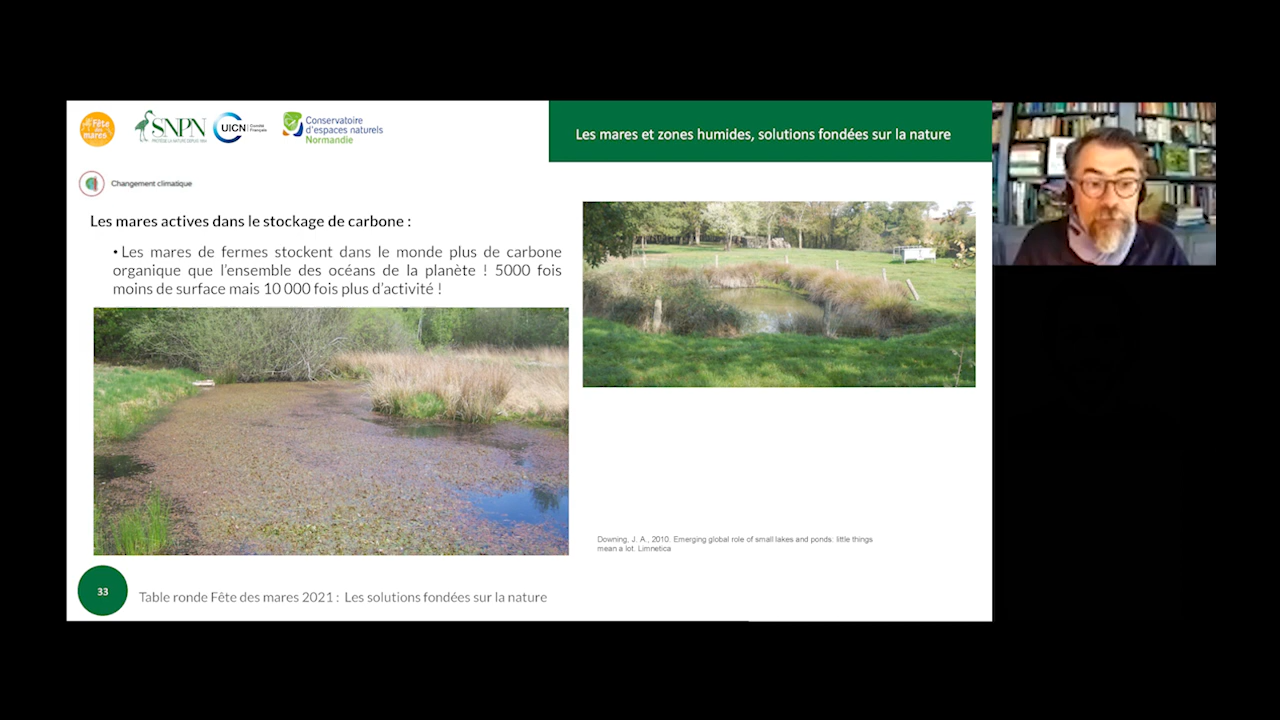 Fête
des
mares
SNPN
PROTÉGE LA NATURE DEPUIS 1854
UICN
Comité
Français
Conservatoire
d'espaces naturels
Normandie
Les mares et zones humides, solutions fondées sur la nature
Changement climatique
Les mares actives dans le stockage de carbone :
• Les mares de fermes stockent dans le monde plus de carbone
organique que l'ensemble des océans de la planète ! 5000 fois
moins de surface mais 10 000 fois plus d'activité !
Downing, J. A., 2010. Emerging global role of small lakes and ponds: little things
mean a lot. Limnetica
33
Table ronde Fête des mares 2021 : Les solutions fondées sur la nature